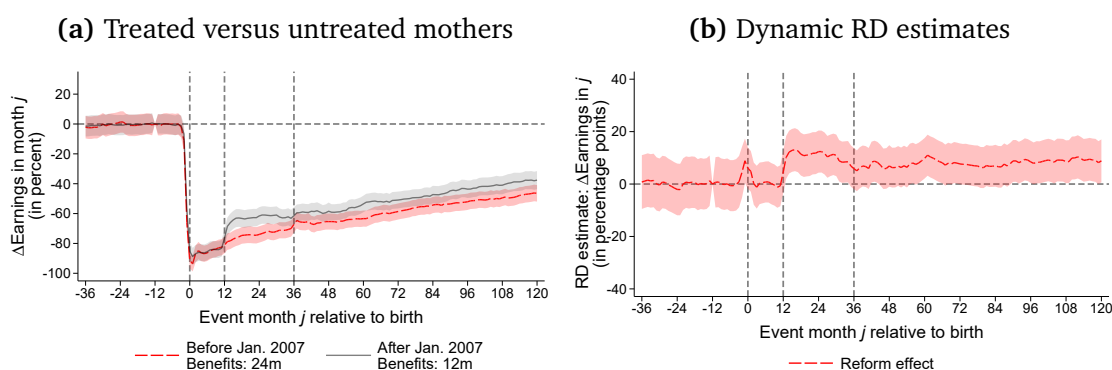 (a) Treated versus untreated mothers
ΔEarnings in month j
(in percent)
20
0
-20
-40
-60
-80
-100
-36 -24 -12 0 12 24 36 48 60 72 84 96 108 120
Event month j relative to birth
Before Jan. 2007
Benefits: 24m
After Jan. 2007
Benefits: 12m
(b) Dynamic RD estimates
RD estimate: ΔEarnings in j
(in percentage points)
40
20
0
-20
-40
-36 -24 -12 0 12 24 36 48 60 72 84 96 108 120
Event month j relative to birth
Reform effect